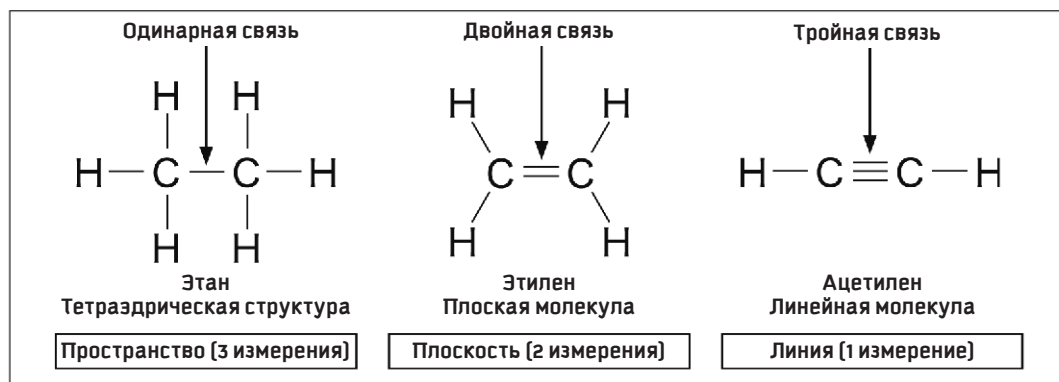 Одинарная связь
H H
H C C H
H H
Этан
Тетраэдрическая структура
Пространство (3 измерения)
Двойная связь
H H
C C
H H
Этилен
Плоская молекула
Плоскость (2 измерения)
Тройная связь
H C C H
Ацетилен
Линейная молекула
Линия (1 измерение)